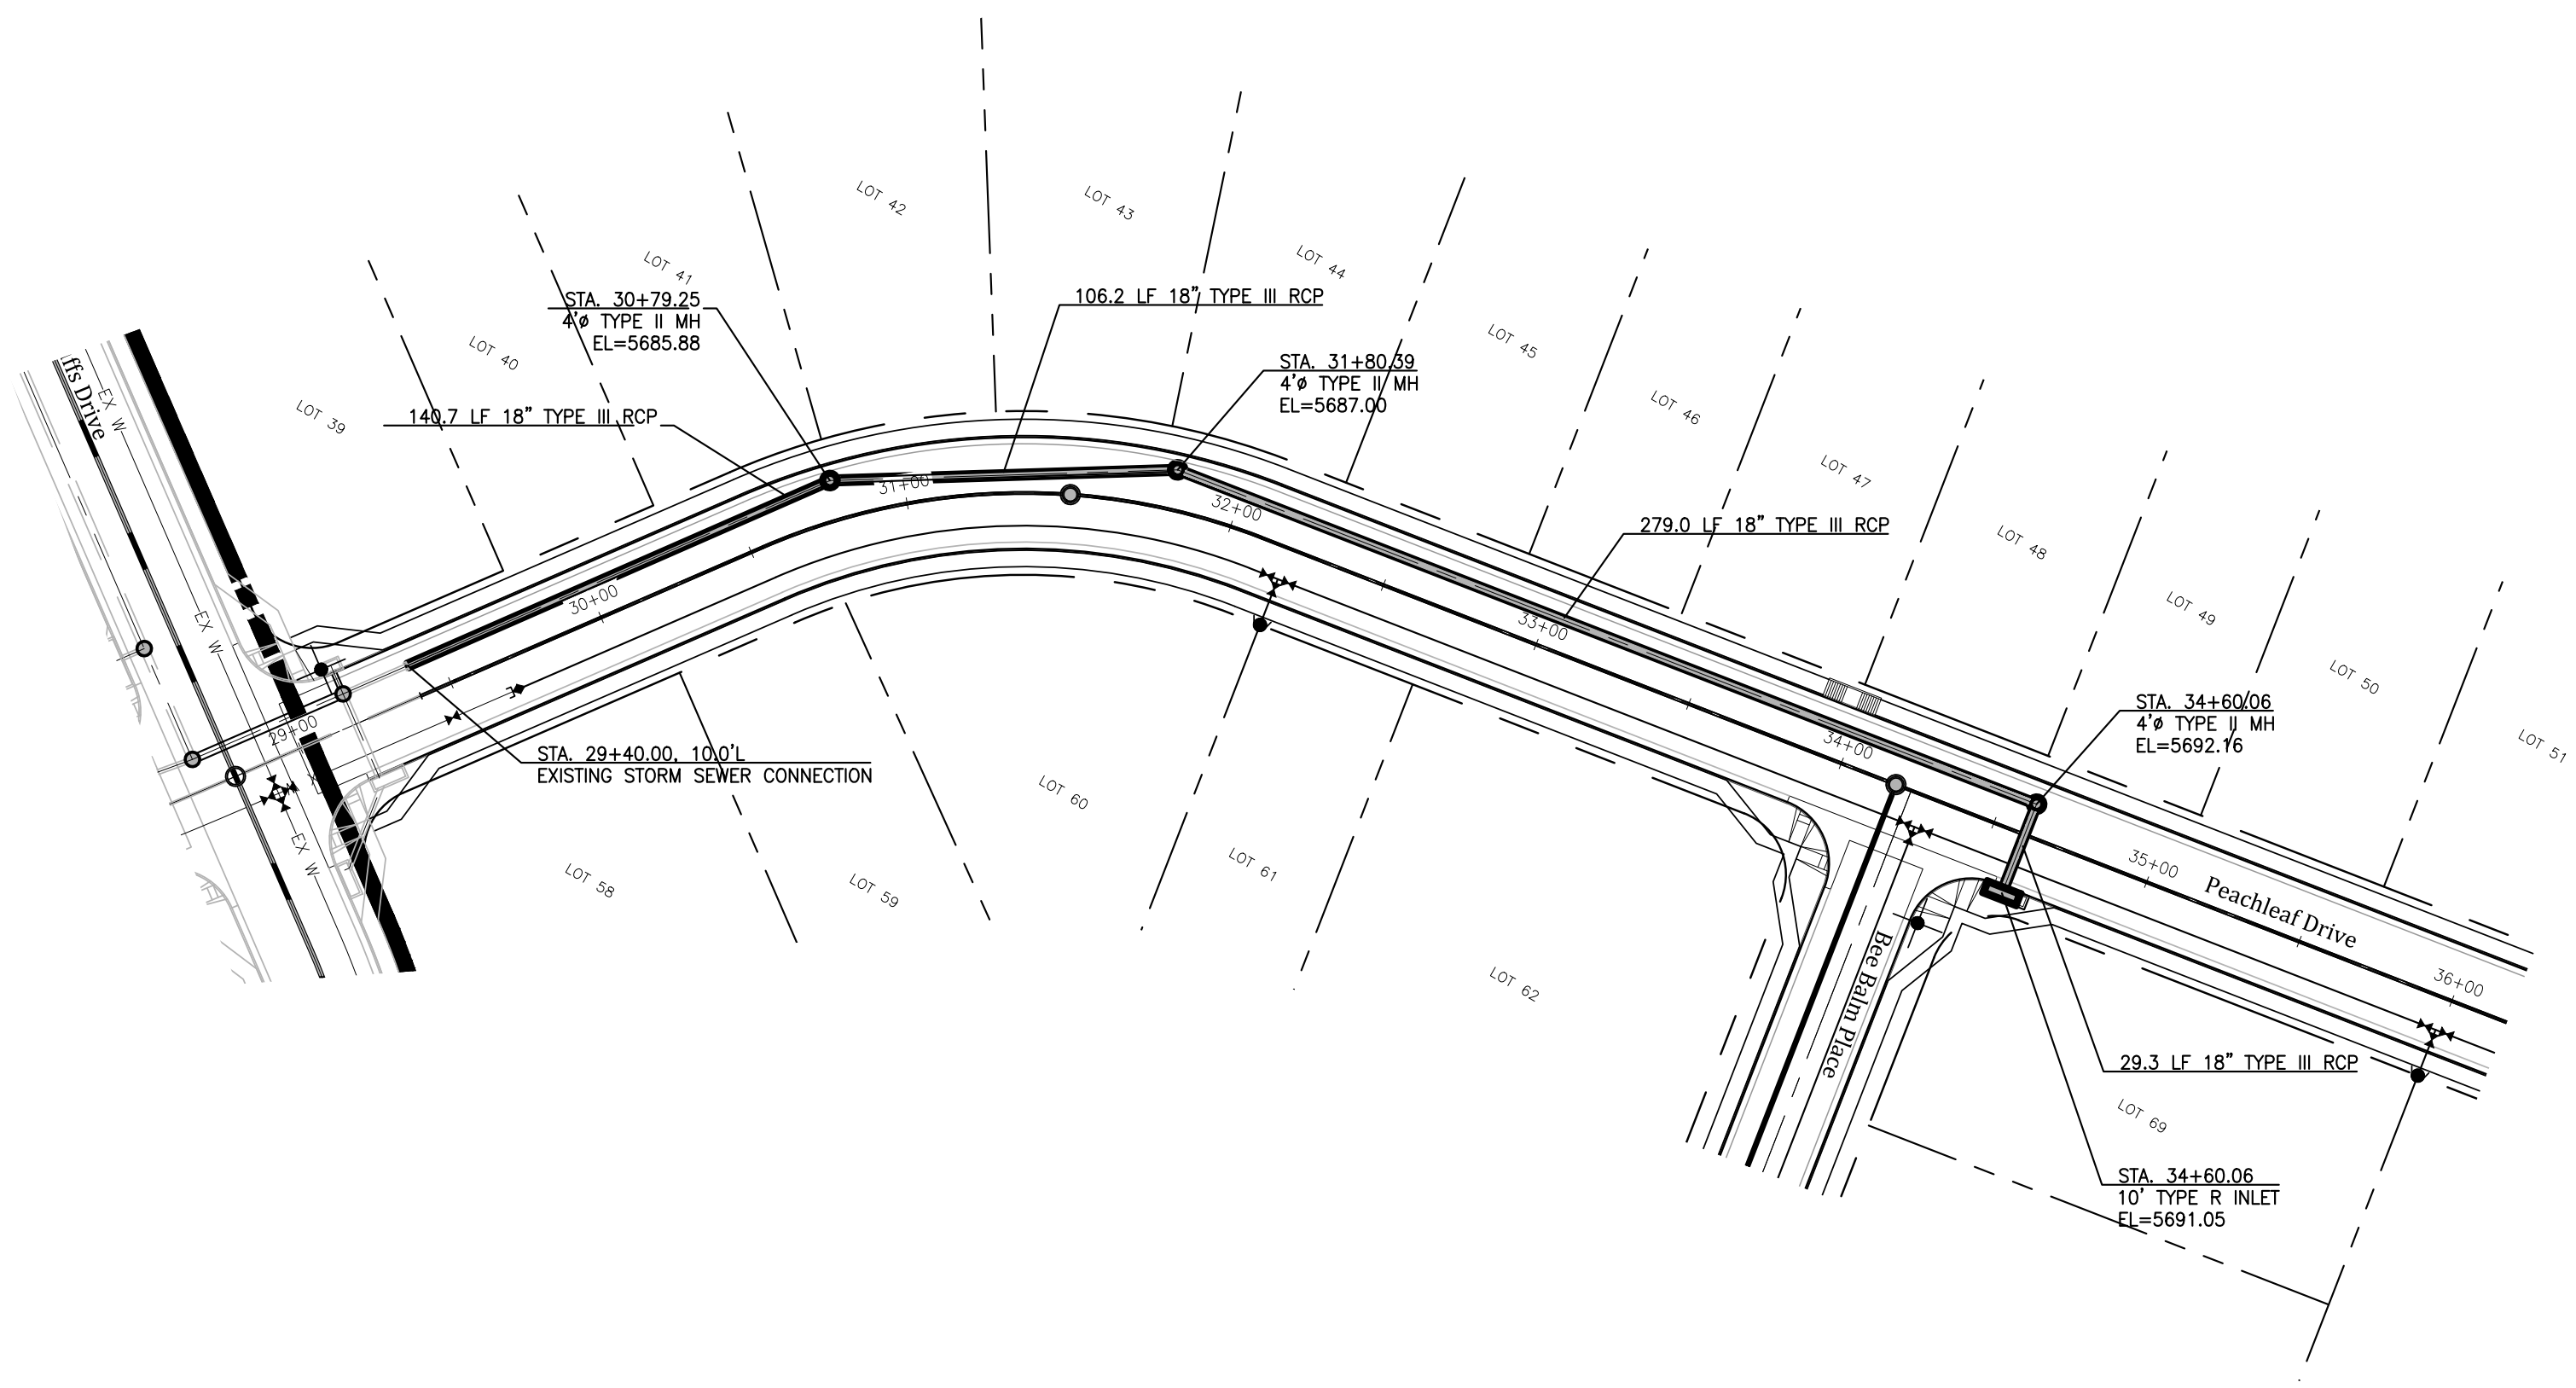 LOT 42
LOT 43
LOT 41
LOT 44
STA. 30+79.25
4'ø TYPE II MH
EL=5685.88
106.2 LF 18" TYPE III RCP
LOT 40
STA. 31+80.39
4'ø TYPE II MH
EL=5687.00
LOT 45
LOT 39
140.7 LF 18" TYPE III RCP
LOT 46
ffs Drive
EX W
LOT 47
31+00
32+00
279.0 LF 18" TYPE III RCP
LOT 48
30+00
33+00
LOT 49
EX W
LOT 50
29+00
34+00
STA. 34+60.06
4'ø TYPE II MH
EL=5692.16
LOT 51
STA. 29+40.00, 10.0'L
EXISTING STORM SEWER CONNECTION
LOT 60
EX W
LOT 58
LOT 59
LOT 61
35+00
Peachleaf Drive
LOT 62
Bee Balm Place
36+00
29.3 LF 18" TYPE III RCP
LOT 69
STA. 34+60.06
10' TYPE R INLET
EL=5691.05